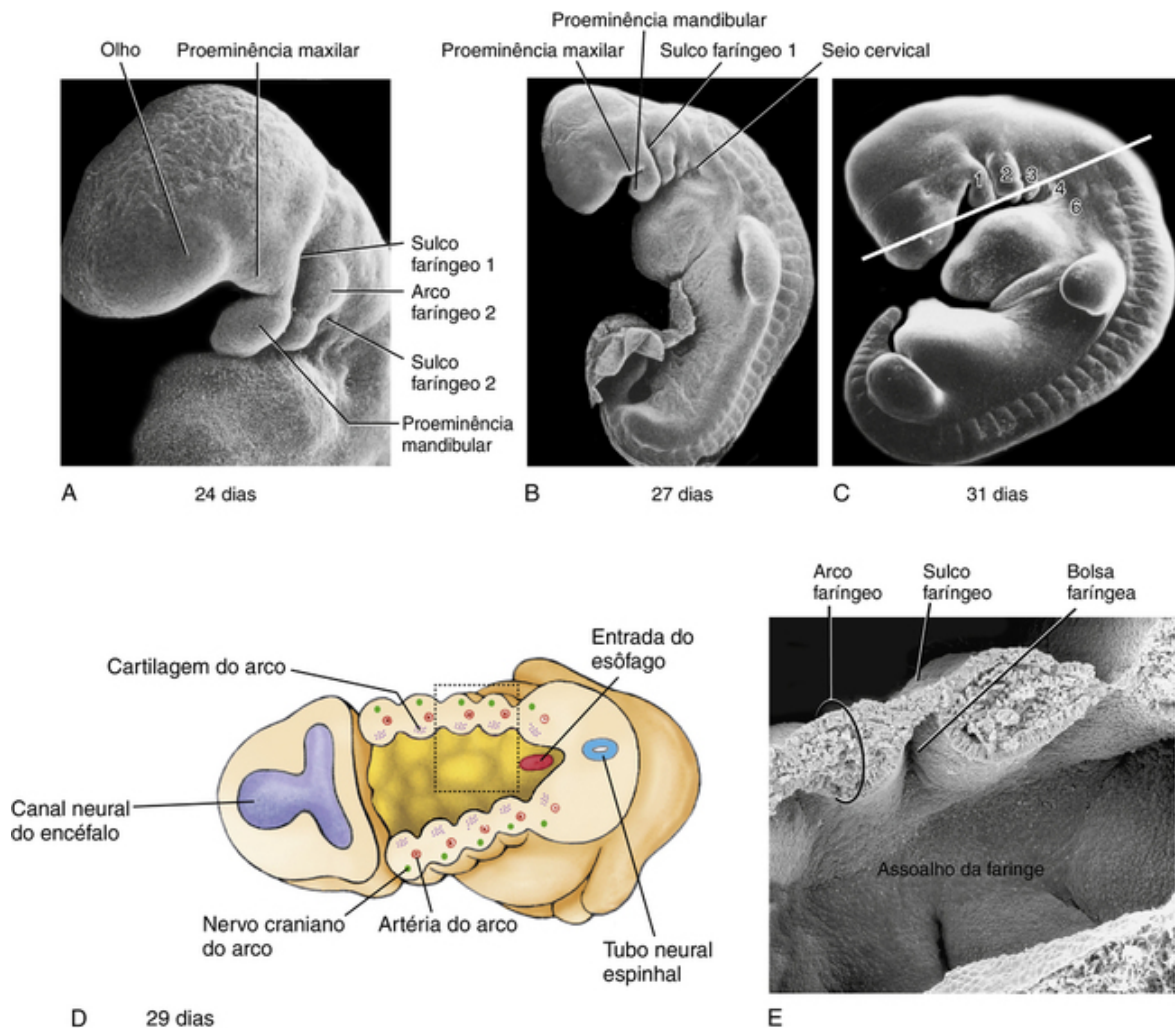 Olho
Proeminência maxilar
Sulco
faríngeo 1
Arco
faríngeo 2
Sulco
faríngeo 2
Proeminência
mandibular
A
24 dias
Proeminência mandibular
Proeminência maxilar
Sulco faríngeo 1
Seio cervical
B
27 dias
1
2
3
4
6
C
31 dias
Cartilagem do arco
Entrada do
esôfago
Canal neural
do encéfalo
Nervo craniano
do arco
Artéria do arco
Tubo neural
espinhal
D
29 dias
Arco
faríngeo
Sulco
faríngeo
Bolsa
faríngea
Assoalho da faringe
E